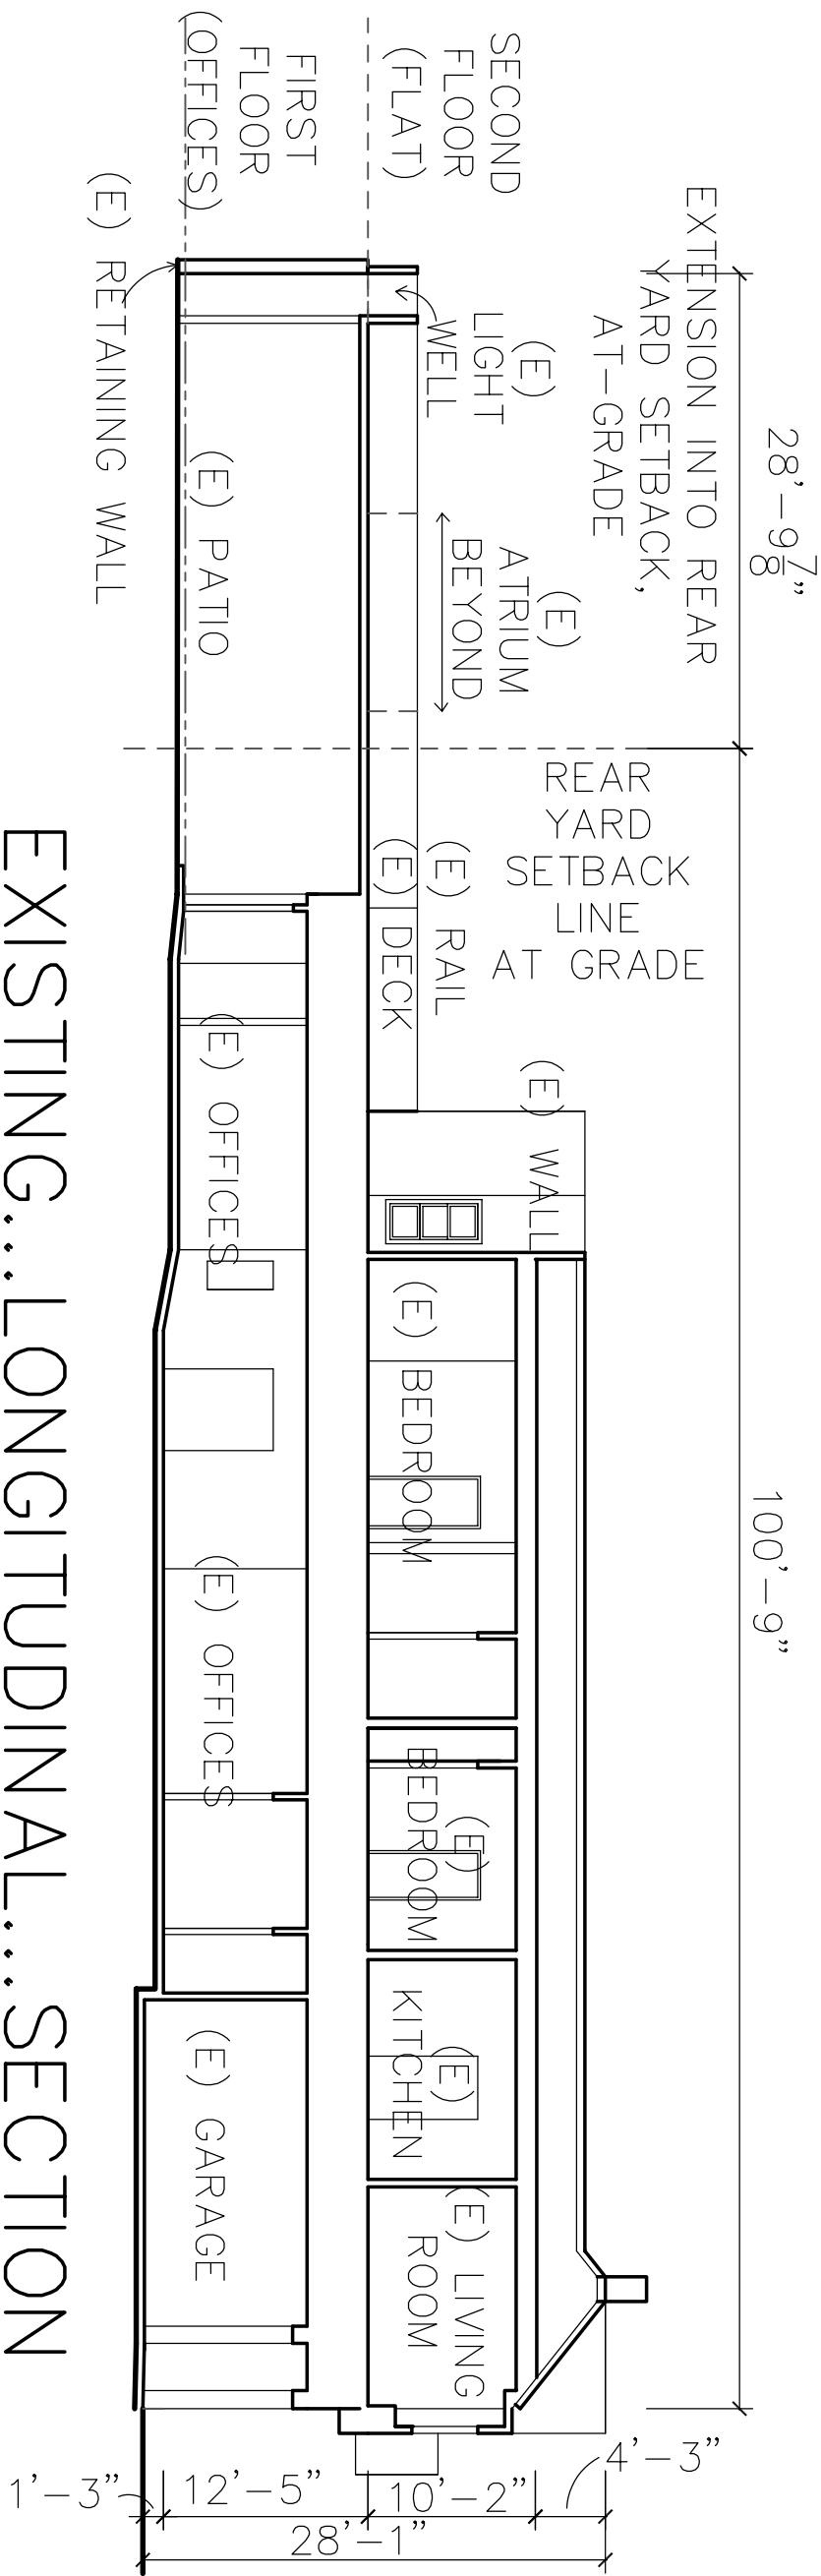 28'-9 7/8"
100'-9"
EXTENSION INTO REAR
YARD SETBACK,
AT-GRADE
REAR
YARD
SETBACK
LINE
AT GRADE
SECOND
FLOOR
(FLAT)
(E)
LIGHT
WELL
(E)
ATRIUM
BEYOND
(E) RAIL
(E) DECK
(E) WALL
(E) BEDROOM
(E)
BEDROOM
(E)
KITCHEN
(E) LIVING
ROOM
4'-3"
10'-2"
12'-5"
28'-1"
1'-3"
FIRST
FLOOR
(OFFICES)
(E) PATIO
(E) OFFICES
(E) OFFICES
(E) GARAGE
(E) RETAINING WALL
EXISTING...LONGITUDINAL...SECTION